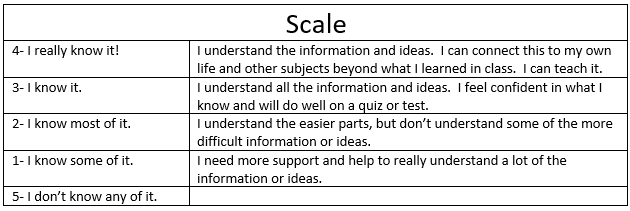 Scale
4- I really know it!
I understand the information and ideas.  I can connect this to my own
life and other subjects beyond what I learned in class.  I can teach it.
3- I know it.
I understand all the information and ideas.  I feel confident in what I
know and will do well on a quiz or test.
2- I know most of it.
I understand the easier parts, but don’t understand some of the more
difficult information or ideas.
1- I know some of it.
I need more support and help to really understand a lot of the
information or ideas.
5- I don’t know any of it.